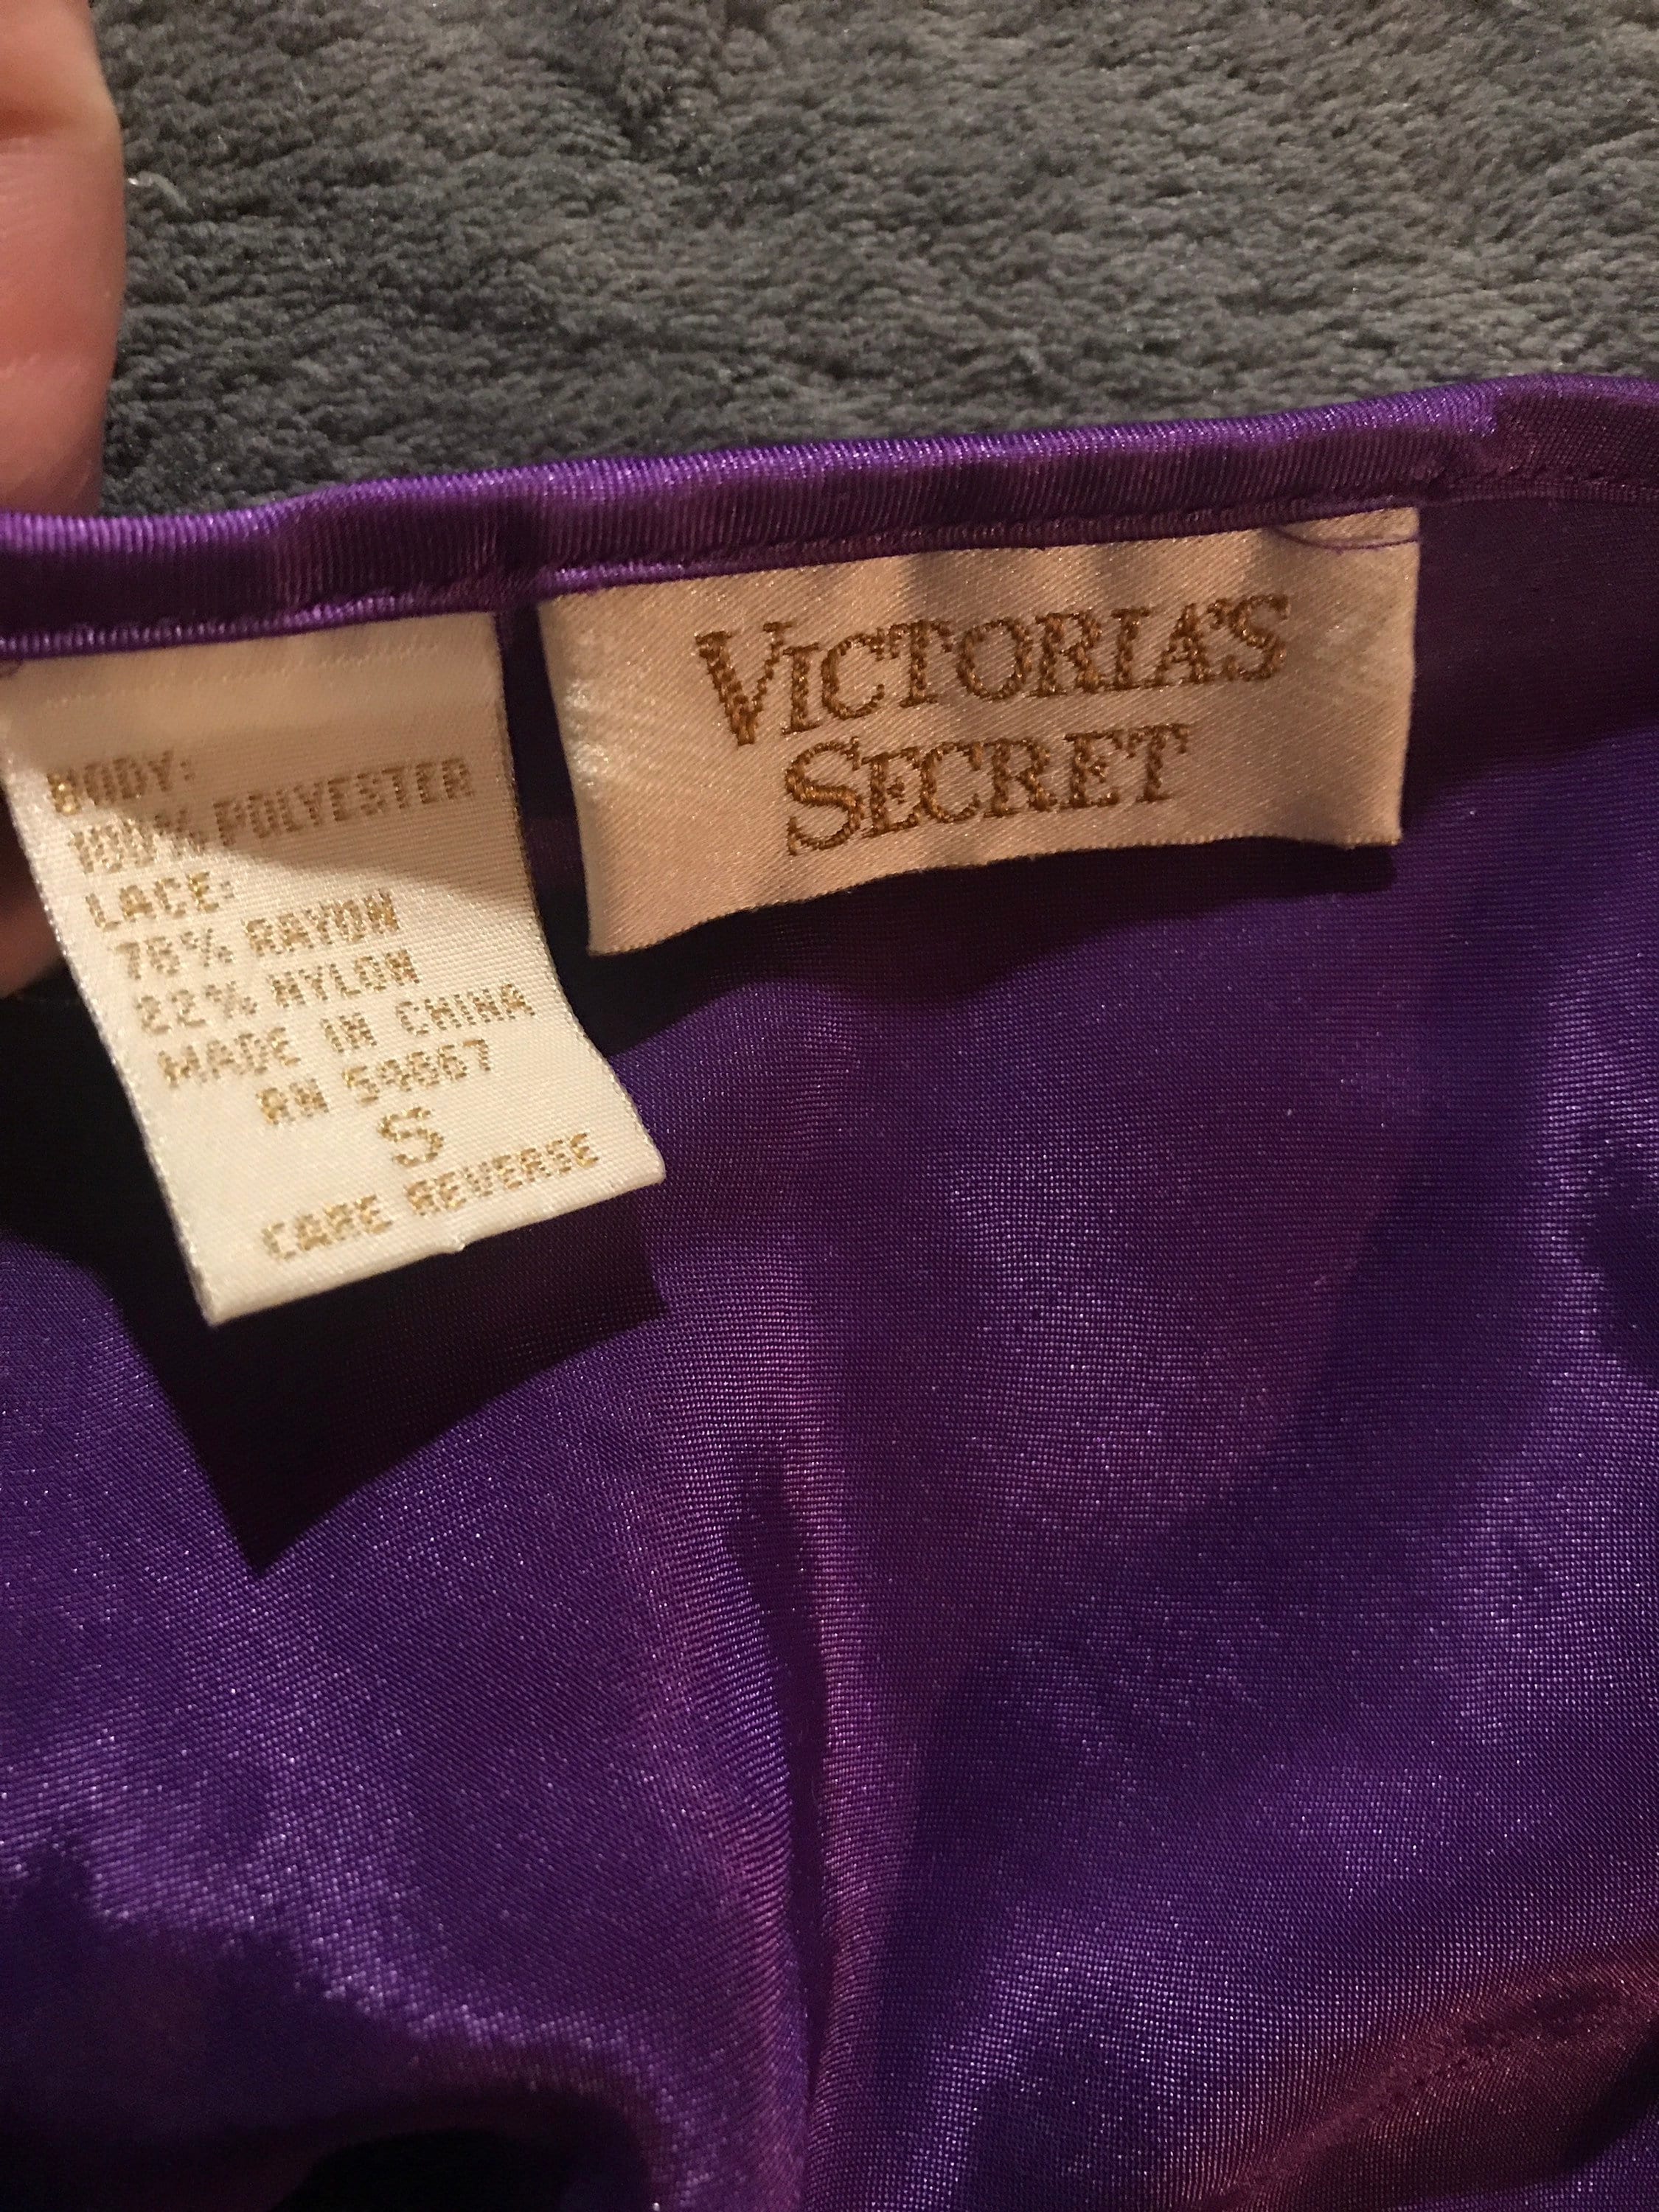 BODY:
100% POLYESTER
LACE:
78% RAYON
22% NYLON
MADE IN CHINA
RN 54867
S
CARE REVERSE
VICTORIA'S
SECRET